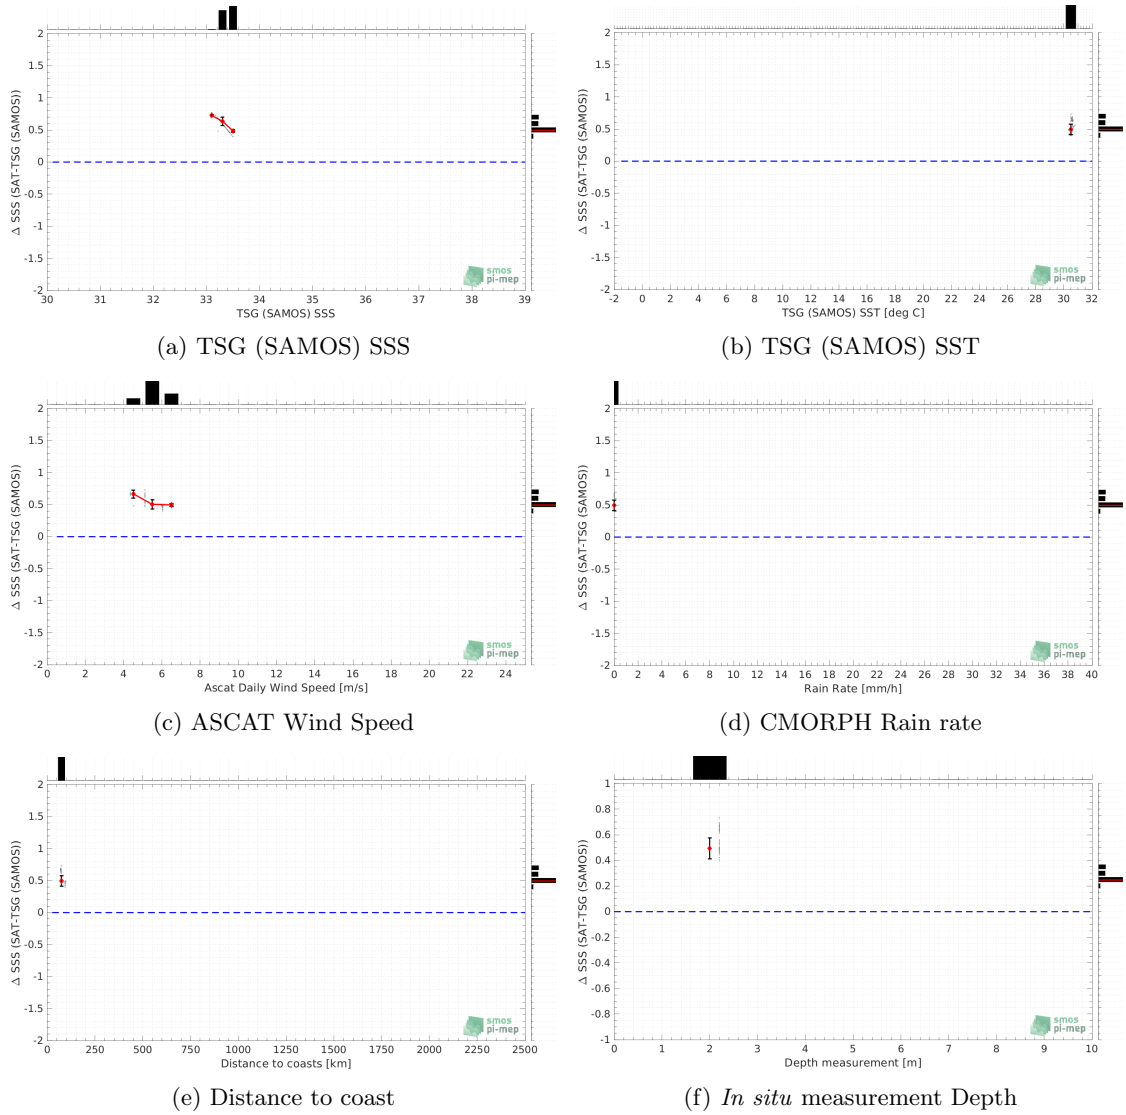 2
1.5
1
0.5
0
-0.5
-1
-1.5
-2
Δ SSS (SAT-TSG (SAMOS))
30 31 32 33 34 35 36 37 38 39
TSG (SAMOS) SSS
smos
pi-mep
(a) TSG (SAMOS) SSS
2
1.5
1
0.5
0
-0.5
-1
-1.5
-2
Δ SSS (SAT-TSG (SAMOS))
-2 0 2 4 6 8 10 12 14 16 18 20 22 24 26 28 30 32
TSG (SAMOS) SST [deg C]
smos
pi-mep
(b) TSG (SAMOS) SST
2
1.5
1
0.5
0
-0.5
-1
-1.5
-2
Δ SSS (SAT-TSG (SAMOS))
0 2 4 6 8 10 12 14 16 18 20 22 24
Ascat Daily Wind Speed [m/s]
smos
pi-mep
(c) ASCAT Wind Speed
2
1.5
1
0.5
0
-0.5
-1
-1.5
-2
Δ SSS (SAT-TSG (SAMOS))
0 2 4 6 8 10 12 14 16 18 20 22 24 26 28 30 32 34 36 38 40
Rain Rate [mm/h]
smos
pi-mep
(d) CMORPH Rain rate
2
1.5
1
0.5
0
-0.5
-1
-1.5
-2
Δ SSS (SAT-TSG (SAMOS))
0 250 500 750 1000 1250 1500 1750 2000 2250 2500
Distance to coasts [km]
smos
pi-mep
(e) Distance to coast
1
0.8
0.6
0.4
0.2
0
-0.2
-0.4
-0.6
-0.8
-1
Δ SSS (SAT-TSG (SAMOS))
0 1 2 3 4 5 6 7 8 9 10
Depth measurement [m]
smos
pi-mep
(f) In situ measurement Depth